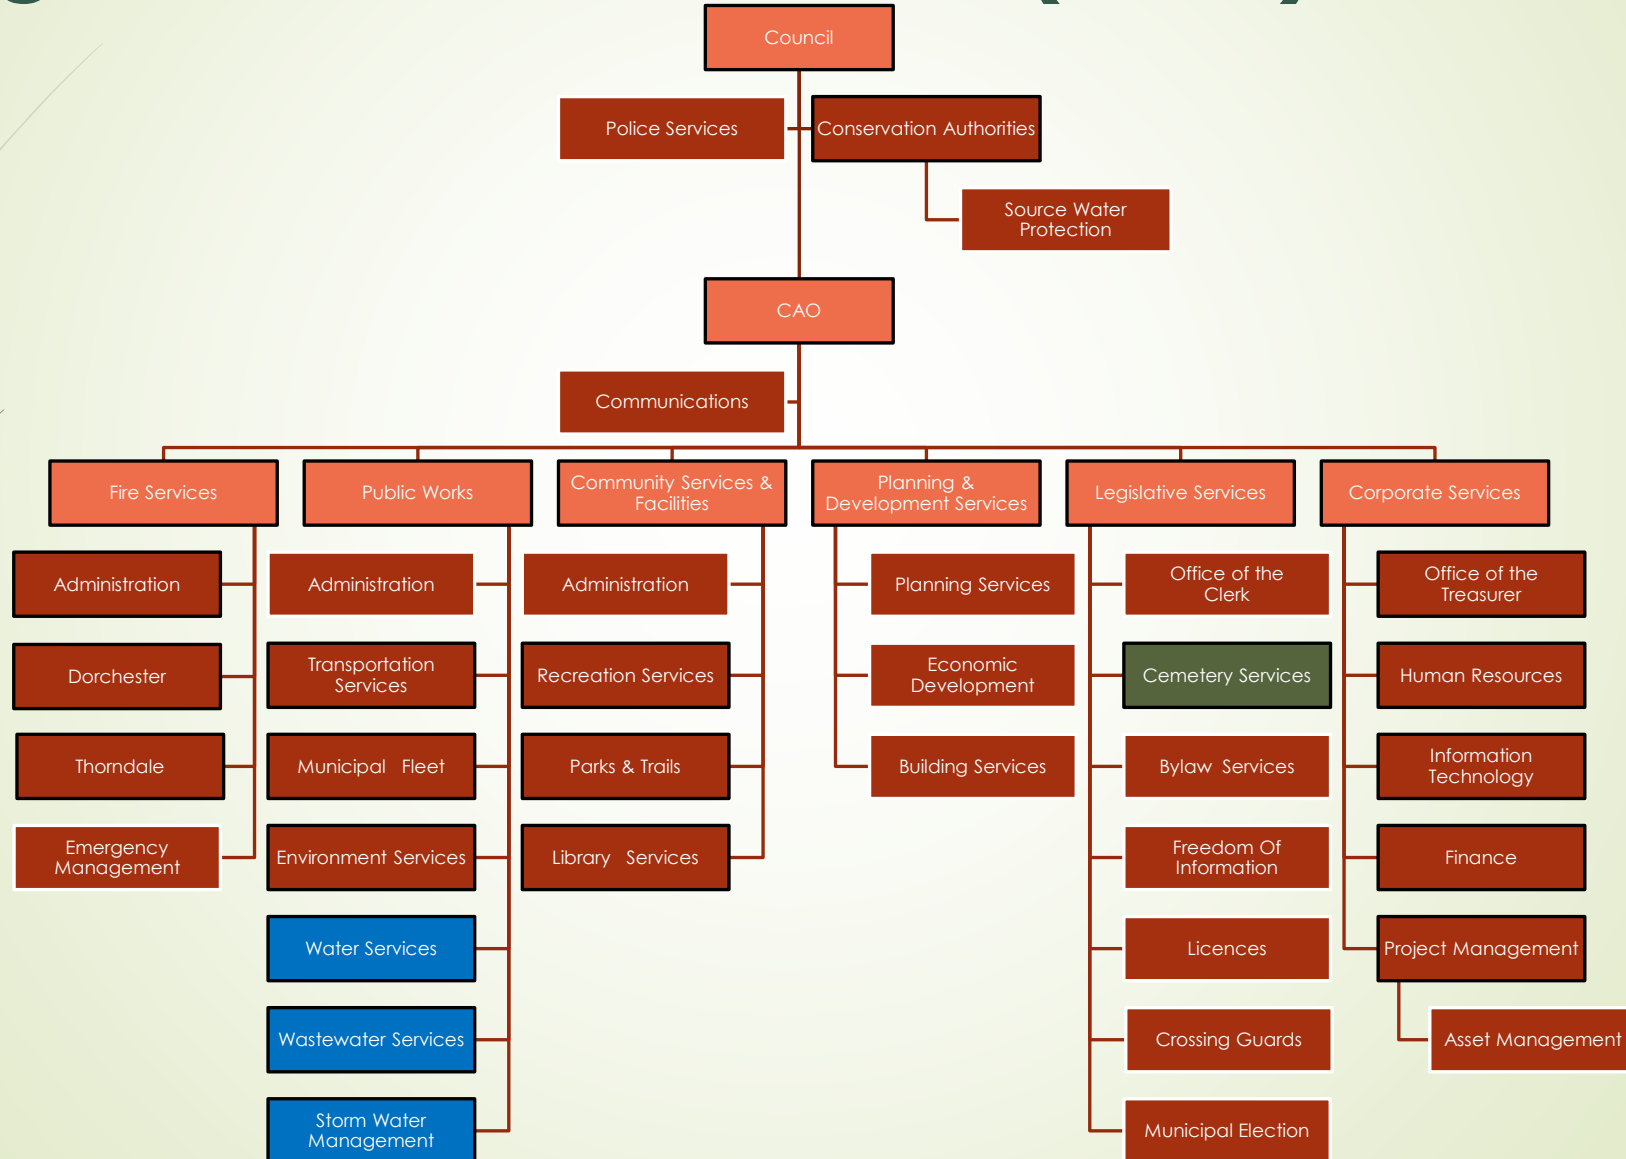 Council
Police Services
Conservation Authorities
Source Water
Protection
CAO
Communications
Fire Services
Public Works
Community Services &
Facilities
Planning &
Development Services
Legislative Services
Corporate Services
Administration
Dorchester
Thorndale
Emergency
Management
Administration
Transportation
Services
Municipal Fleet
Environment Services
Water Services
Wastewater Services
Storm Water
Management
Administration
Recreation Services
Parks & Trails
Library Services
Planning Services
Economic
Development
Building Services
Office of the
Clerk
Cemetery Services
Bylaw Services
Freedom Of
Information
Licences
Crossing Guards
Municipal Election
Office of the
Treasurer
Human Resources
Information
Technology
Finance
Project Management
Asset Management